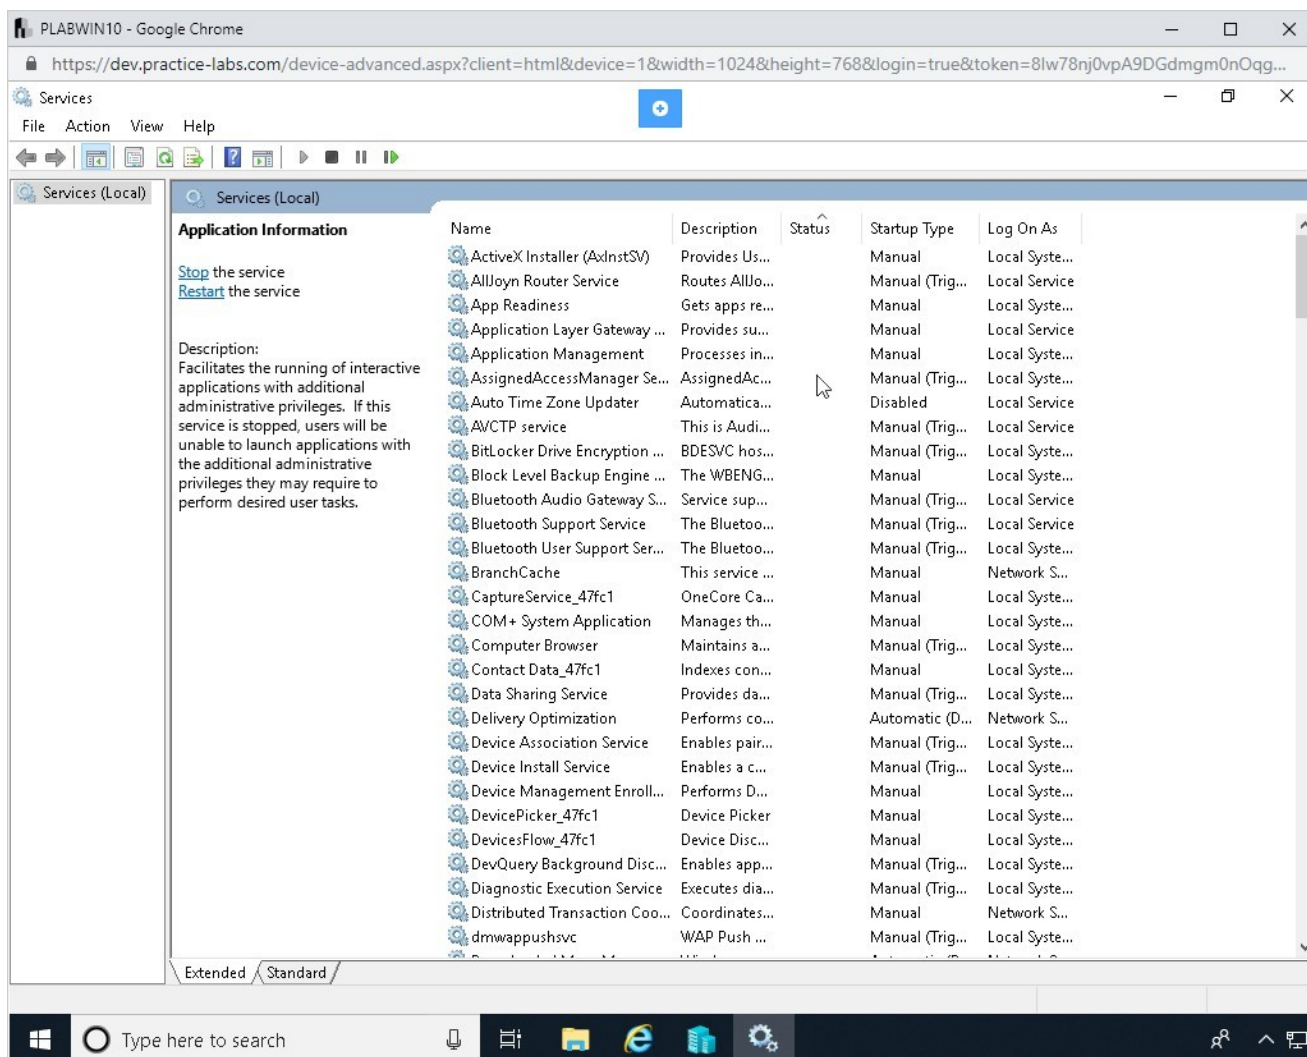 PLABWIN10 - Google Chrome
https://dev.practice-labs.com/device-advanced.aspx?client=html&device=1&width=1024&height=768&login=true&token=8lw78nj0vpA9DGdmgm0nOqg...
Services
File Action View Help
Services (Local)
Services (Local)
Application Information
Stop the service
Restart the service
Description:
Facilitates the running of interactive
applications with additional
administrative privileges. If this
service is stopped, users will be
unable to launch applications with
the additional administrative
privileges they may require to
perform desired user tasks.
Name Description Status Startup Type Log On As
ActiveX Installer (AxInstSV) Provides Us... Manual Local Syste...
AllJoyn Router Service Routes AllJo... Manual (Trig... Local Service
App Readiness Gets apps re... Manual Local Syste...
Application Layer Gateway ... Provides su... Manual Local Service
Application Management Processes in... Manual Local Syste...
AssignedAccessManager Se... AssignedAc... Manual (Trig... Local Syste...
Auto Time Zone Updater Automatica... Disabled Local Service
AVCTP service This is Audi... Manual (Trig... Local Service
BitLocker Drive Encryption ... BDESVC hos... Manual (Trig... Local Syste...
Block Level Backup Engine ... The WBENG... Manual Local Syste...
Bluetooth Audio Gateway S... Service sup... Manual (Trig... Local Service
Bluetooth Support Service The Bluetoo... Manual (Trig... Local Service
Bluetooth User Support Ser... The Bluetoo... Manual (Trig... Local Syste...
BranchCache This service ... Manual Network S...
CaptureService_47fc1 OneCore Ca... Manual Local Syste...
COM+ System Application Manages th... Manual Local Syste...
Computer Browser Maintains a... Manual (Trig... Local Syste...
Contact Data_47fc1 Indexes con... Manual Local Syste...
Data Sharing Service Provides da... Manual (Trig... Local Syste...
Delivery Optimization Performs co... Automatic (D... Network S...
Device Association Service Enables pair... Manual (Trig... Local Syste...
Device Install Service Enables a c... Manual (Trig... Local Syste...
Device Management Enroll... Performs D... Manual Local Syste...
DevicePicker_47fc1 Device Picker Manual Local Syste...
DevicesFlow_47fc1 Device Disc... Manual Local Syste...
DevQuery Background Disc... Enables app... Manual (Trig... Local Syste...
Diagnostic Execution Service Executes dia... Manual (Trig... Local Syste...
Distributed Transaction Coo... Coordinates... Manual Network S...
dmwappushsvc WAP Push ... Manual (Trig... Local Syste...
Extended Standard
Type here to search